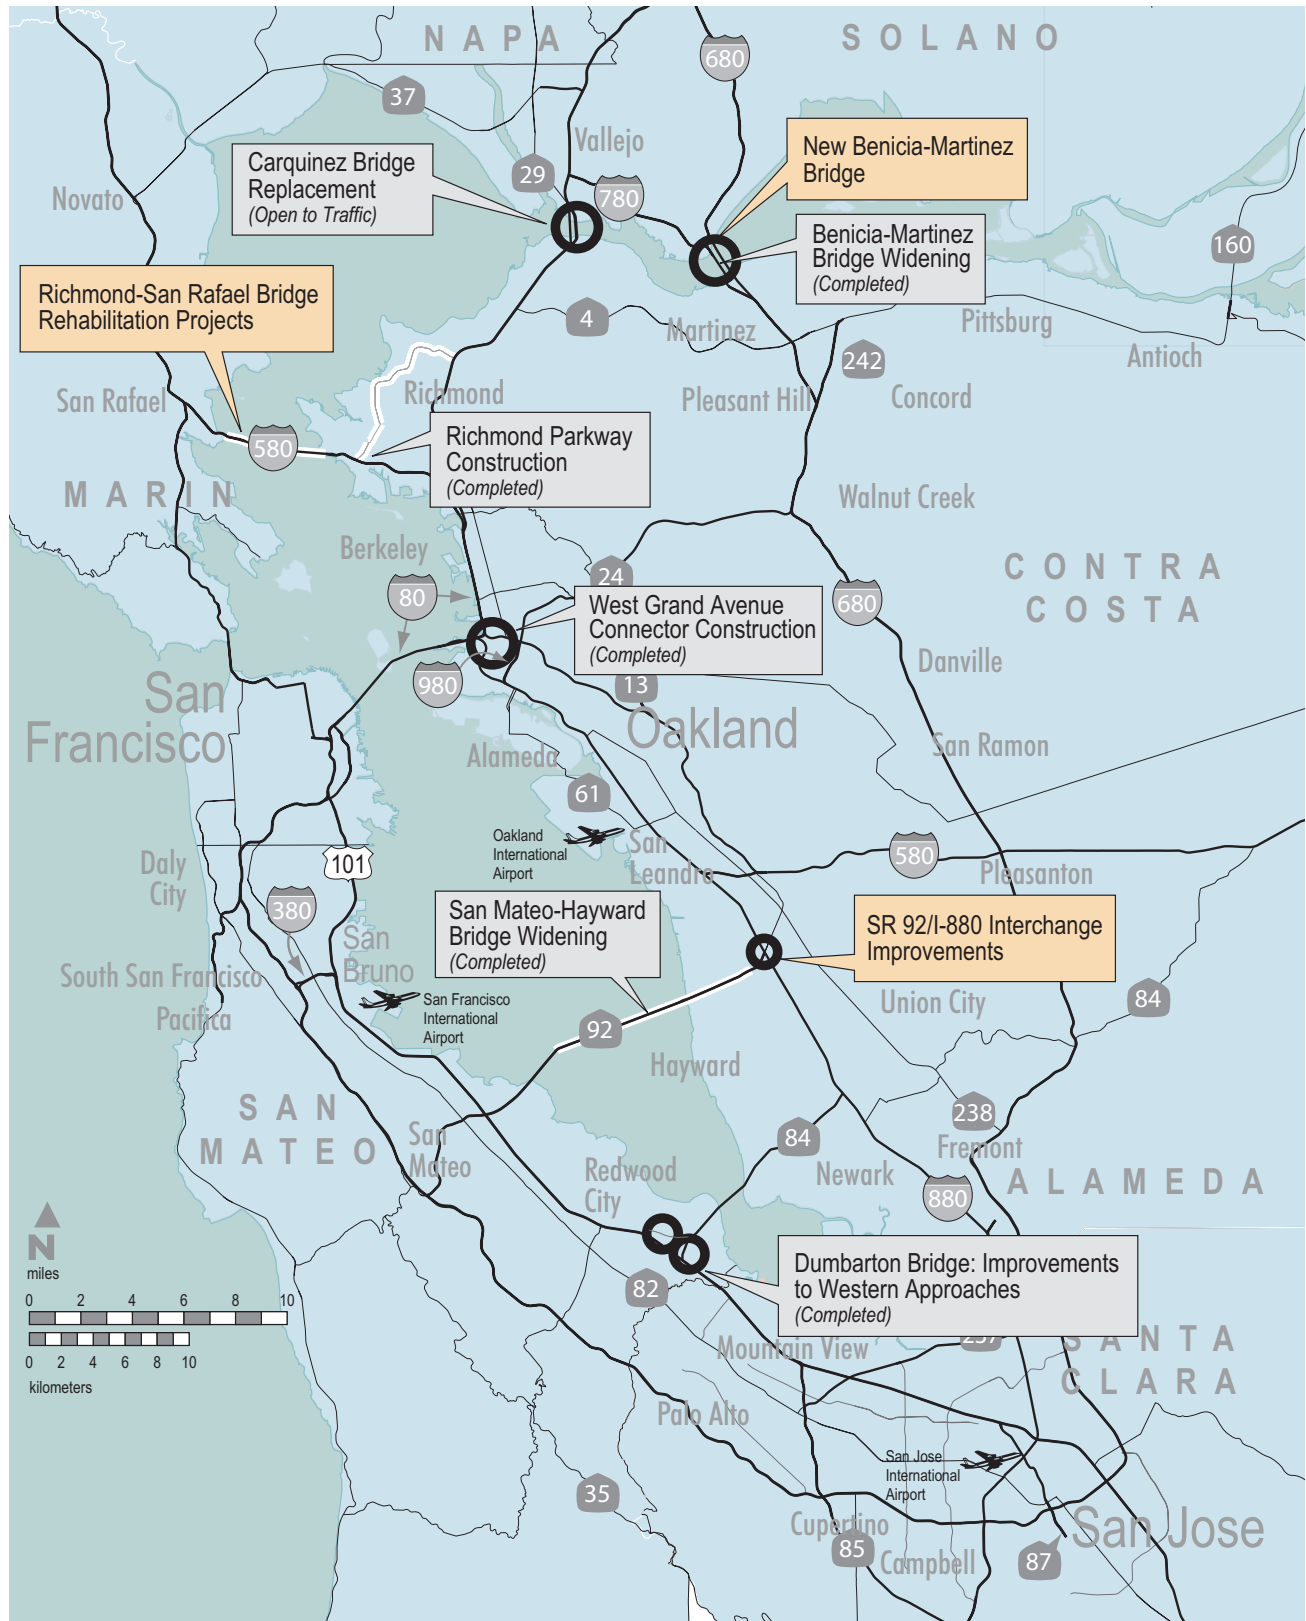 NAPA
SOLANO
680
37
Vallejo
29
780
Novato
Carquinez Bridge
Replacement
(Open to Traffic)
New Benicia-Martinez
Bridge
Benicia-Martinez
Bridge Widening
(Completed)
160
Richmond-San Rafael Bridge
Rehabilitation Projects
4
Martinez
Pittsburg
Antioch
242
San Rafael
Richmond
Pleasant Hill
Concord
580
Richmond Parkway
Construction
(Completed)
MARIN
Walnut Creek
Berkeley
CONTRA
COSTA
80
24
680
West Grand Avenue
Connector Construction
(Completed)
980
13
Danville
San
Francisco
Oakland
San Ramon
Alameda
61
Oakland
International
Airport
San
Leandro
580
Pleasanton
Daly
City
101
380
San Mateo-Hayward
Bridge Widening
(Completed)
SR 92/I-880 Interchange
Improvements
San
Bruno
South San Francisco
Pacifica
San Francisco
International
Airport
Union City
84
92
Hayward
SAN
MATEO
238
Fremont
San
Mateo
84
Redwood
City
Newark
880
ALAMEDA
N
miles
0 2 4 6 8 10
0 2 4 6 8 10
kilometers
82
Dumbarton Bridge: Improvements
to Western Approaches
(Completed)
237
Mountain View
SANTA
CLARA
Palo Alto
San Jose
International
Airport
35
Cupertino
85
Campbell
87
San Jose